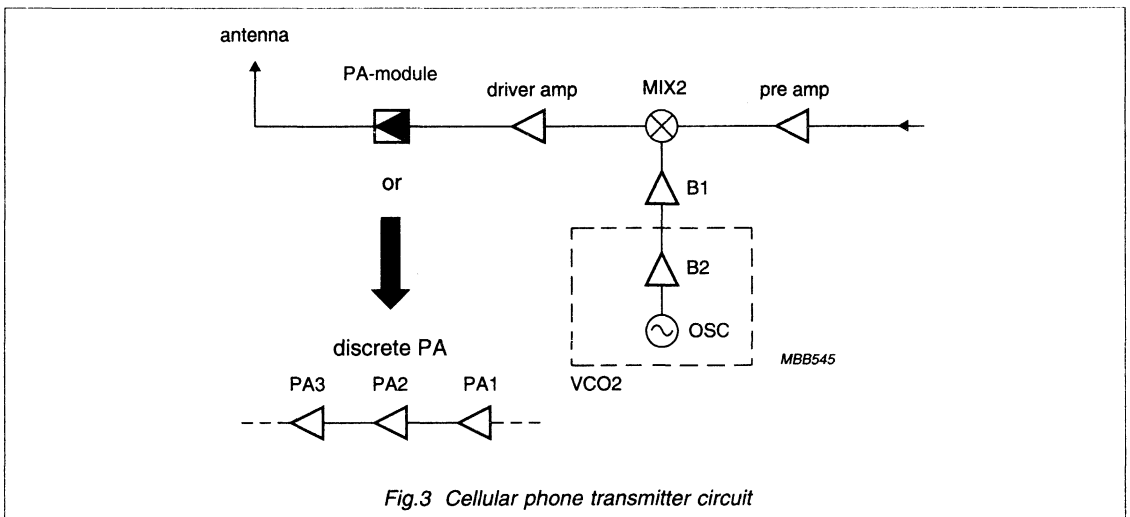 antenna
PA-module
driver amp
MIX2
pre amp
or
B1
B2
OSC
MBB545
VCO2
discrete PA
PA3
PA2
PA1
Fig.3 Cellular phone transmitter circuit